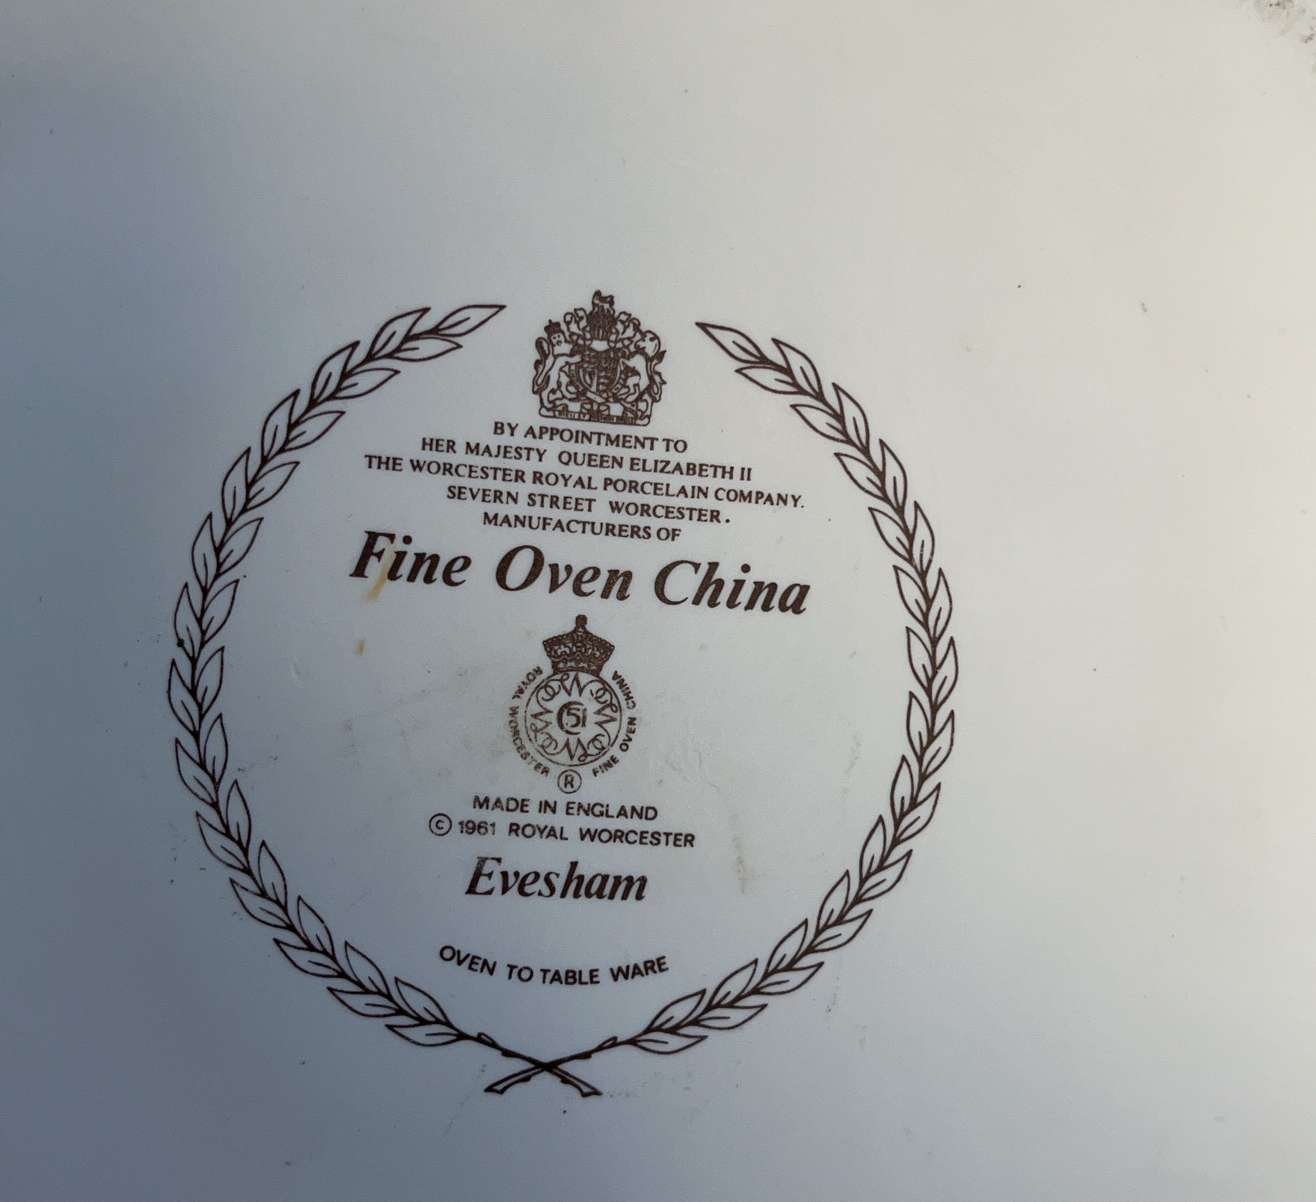 BY APPOINTMENT TO
HER MAJESTY QUEEN ELIZABETH II
THE WORCESTER ROYAL PORCELAIN COMPANY.
SEVERN STREET WORCESTER.
MANUFACTURERS OF
Fine Oven China
ROYAL WORCESTER FINE OVEN CHINA
51
®
MADE IN ENGLAND
© 1961 ROYAL WORCESTER
Evesham
OVEN TO TABLE WARE